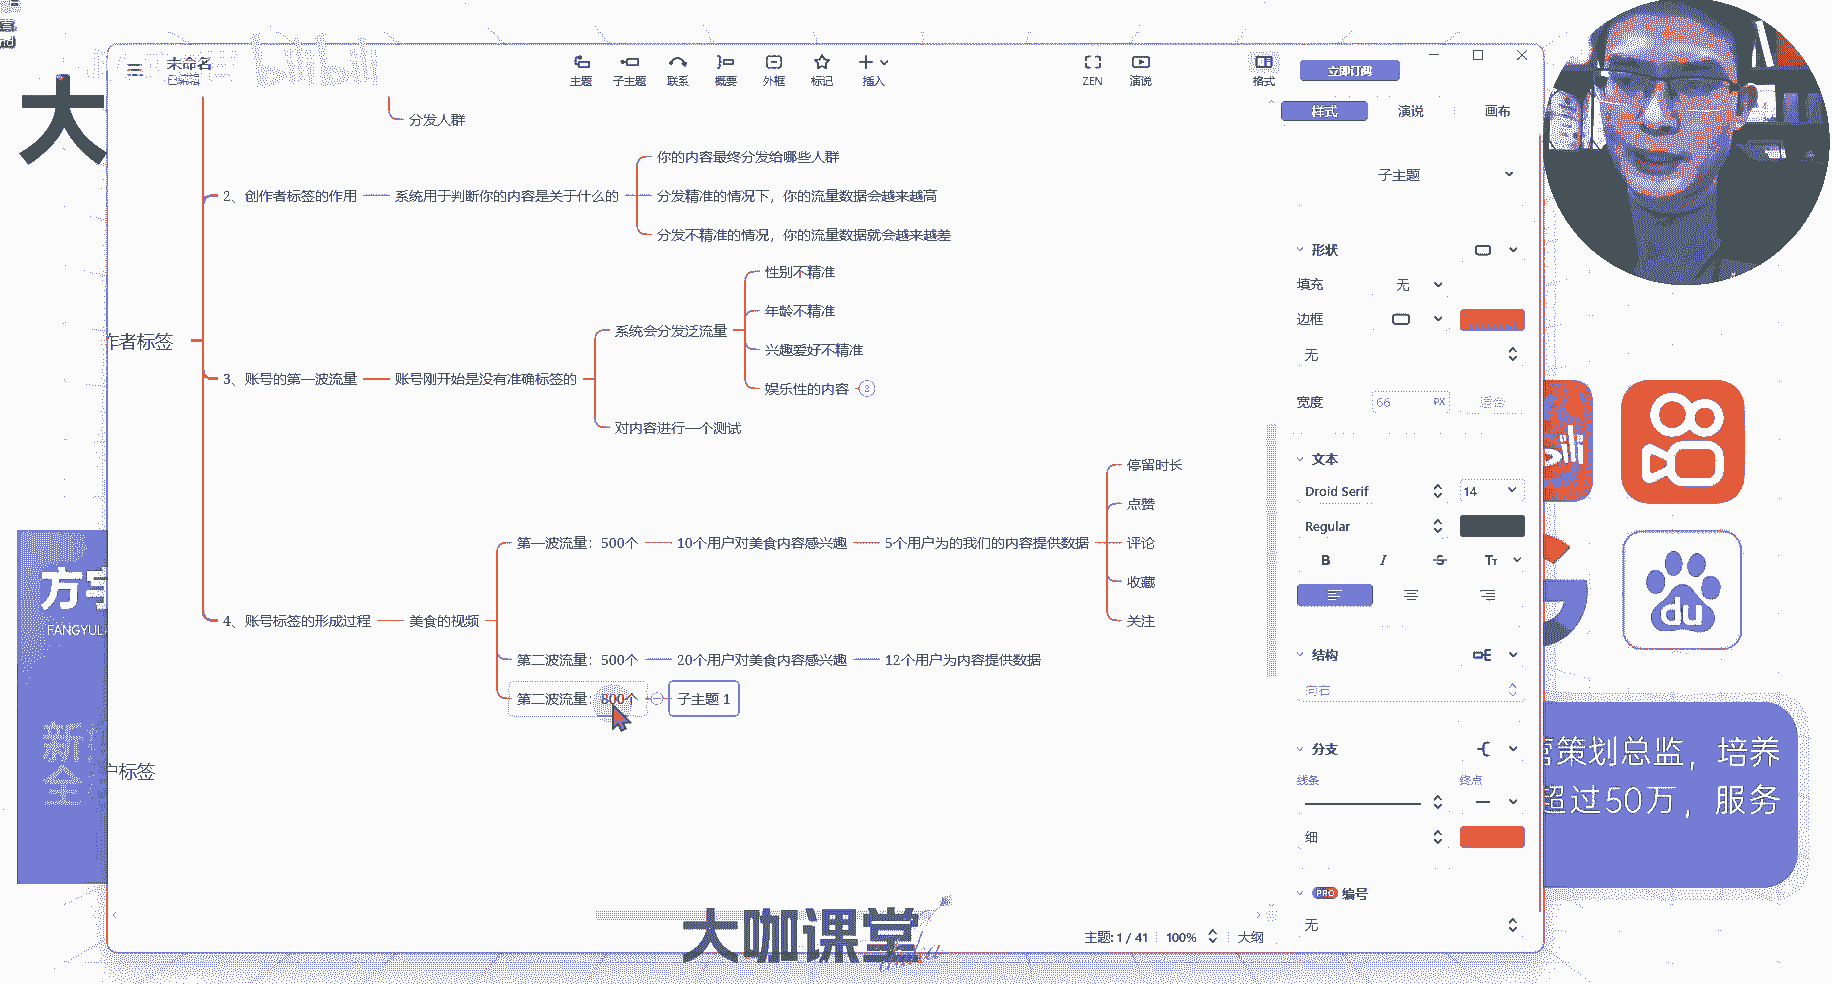 bilibili
大
未命名
已编辑
主题
子主题
联系
概要
外框
标记
插入
ZEN
演说
格式
立即订阅
样式
演说
画布
分发人群
2、创作者标签的作用
系统用于判断你的内容是关于什么的
你的内容最终分发给哪些人群
分发精准的情况下，你的流量数据会越来越高
分发不精准的情况，你的流量数据就会越来越差
作者标签
3、账号的第一波流量
账号刚开始是没有准确标签的
系统会分发泛流量
性别不精准
年龄不精准
兴趣爱好不精准
娱乐性的内容
2
对内容进行一个测试
4、账号标签的形成过程
美食的视频
第一波流量：500个
10个用户对美食内容感兴趣
5个用户为的我们的内容提供数据
停留时长
点赞
评论
收藏
关注
第二波流量：500个
20个用户对美食内容感兴趣
12个用户为内容提供数据
第二波流量：800个
子主题 1
户标签
子主题
形状
填充
无
边框
无
宽度
66
PX
适合
文本
Droid Serif
14
Regular
B
I
S
Tт
结构
向右
分支
线条
终点
细
PRO
编号
无
主题: 1 / 41
100%
大纲
方宇
FANGYUL
新
全
du
营策划总监，培养
超过50万，服务
大咖课堂